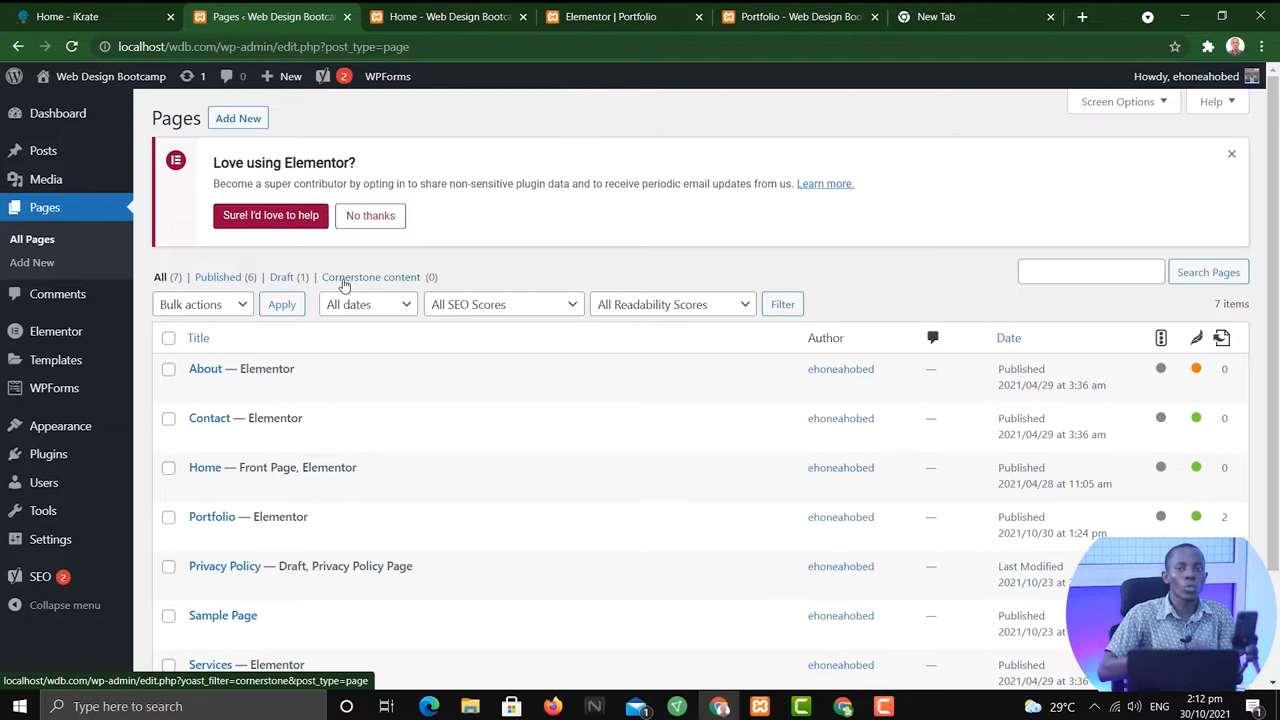 Home - iKrate
Pages ‹ Web Design Bootcamp
Home - Web Design Bootcamp
Elementor | Portfolio
Portfolio - Web Design Bootcamp
New Tab
localhost/wdb/wp-admin/edit.php?post_type=page
Web Design Bootcamp 1 0 New 2 WPForms
Howdy, ehoneahobed
Dashboard
Posts
Media
Pages
All Pages
Add New
Comments
Elementor
Templates
WPForms
Appearance
Plugins
Users
Tools
Settings
SEO 2
Collapse menu
Screen Options Help
Pages Add New
Love using Elementor?
Become a super contributor by opting in to share non-sensitive plugin data and to receive periodic email updates from us. Learn more.
Sure! I'd love to help No thanks
All (7) | Published (6) | Draft (1) | Cornerstone content (0)
Search Pages
Bulk actions Apply All dates All SEO Scores All Readability Scores Filter 7 items
Title Author Date
About — Elementor ehoneahobed — Published 0
2021/04/29 at 3:36 am
Contact — Elementor ehoneahobed — Published 0
2021/04/29 at 3:36 am
Home — Front Page, Elementor ehoneahobed — Published 0
2021/04/28 at 11:05 am
Portfolio — Elementor ehoneahobed — Published 2
2021/10/30 at 1:24 pm
Privacy Policy — Draft, Privacy Policy Page ehoneahobed — Last Modified
2021/10/23 at
Sample Page ehoneahobed — Published
2021/10/23 at
Services — Elementor ehoneahobed — Published
2021/04/29 at 3:36
localhost/wdb.com/wp-admin/edit.php?yoast_filter=cornerstone&post_type=page
Type here to search
1
29°C
ENG
2:12 pm
30/10/2021
1